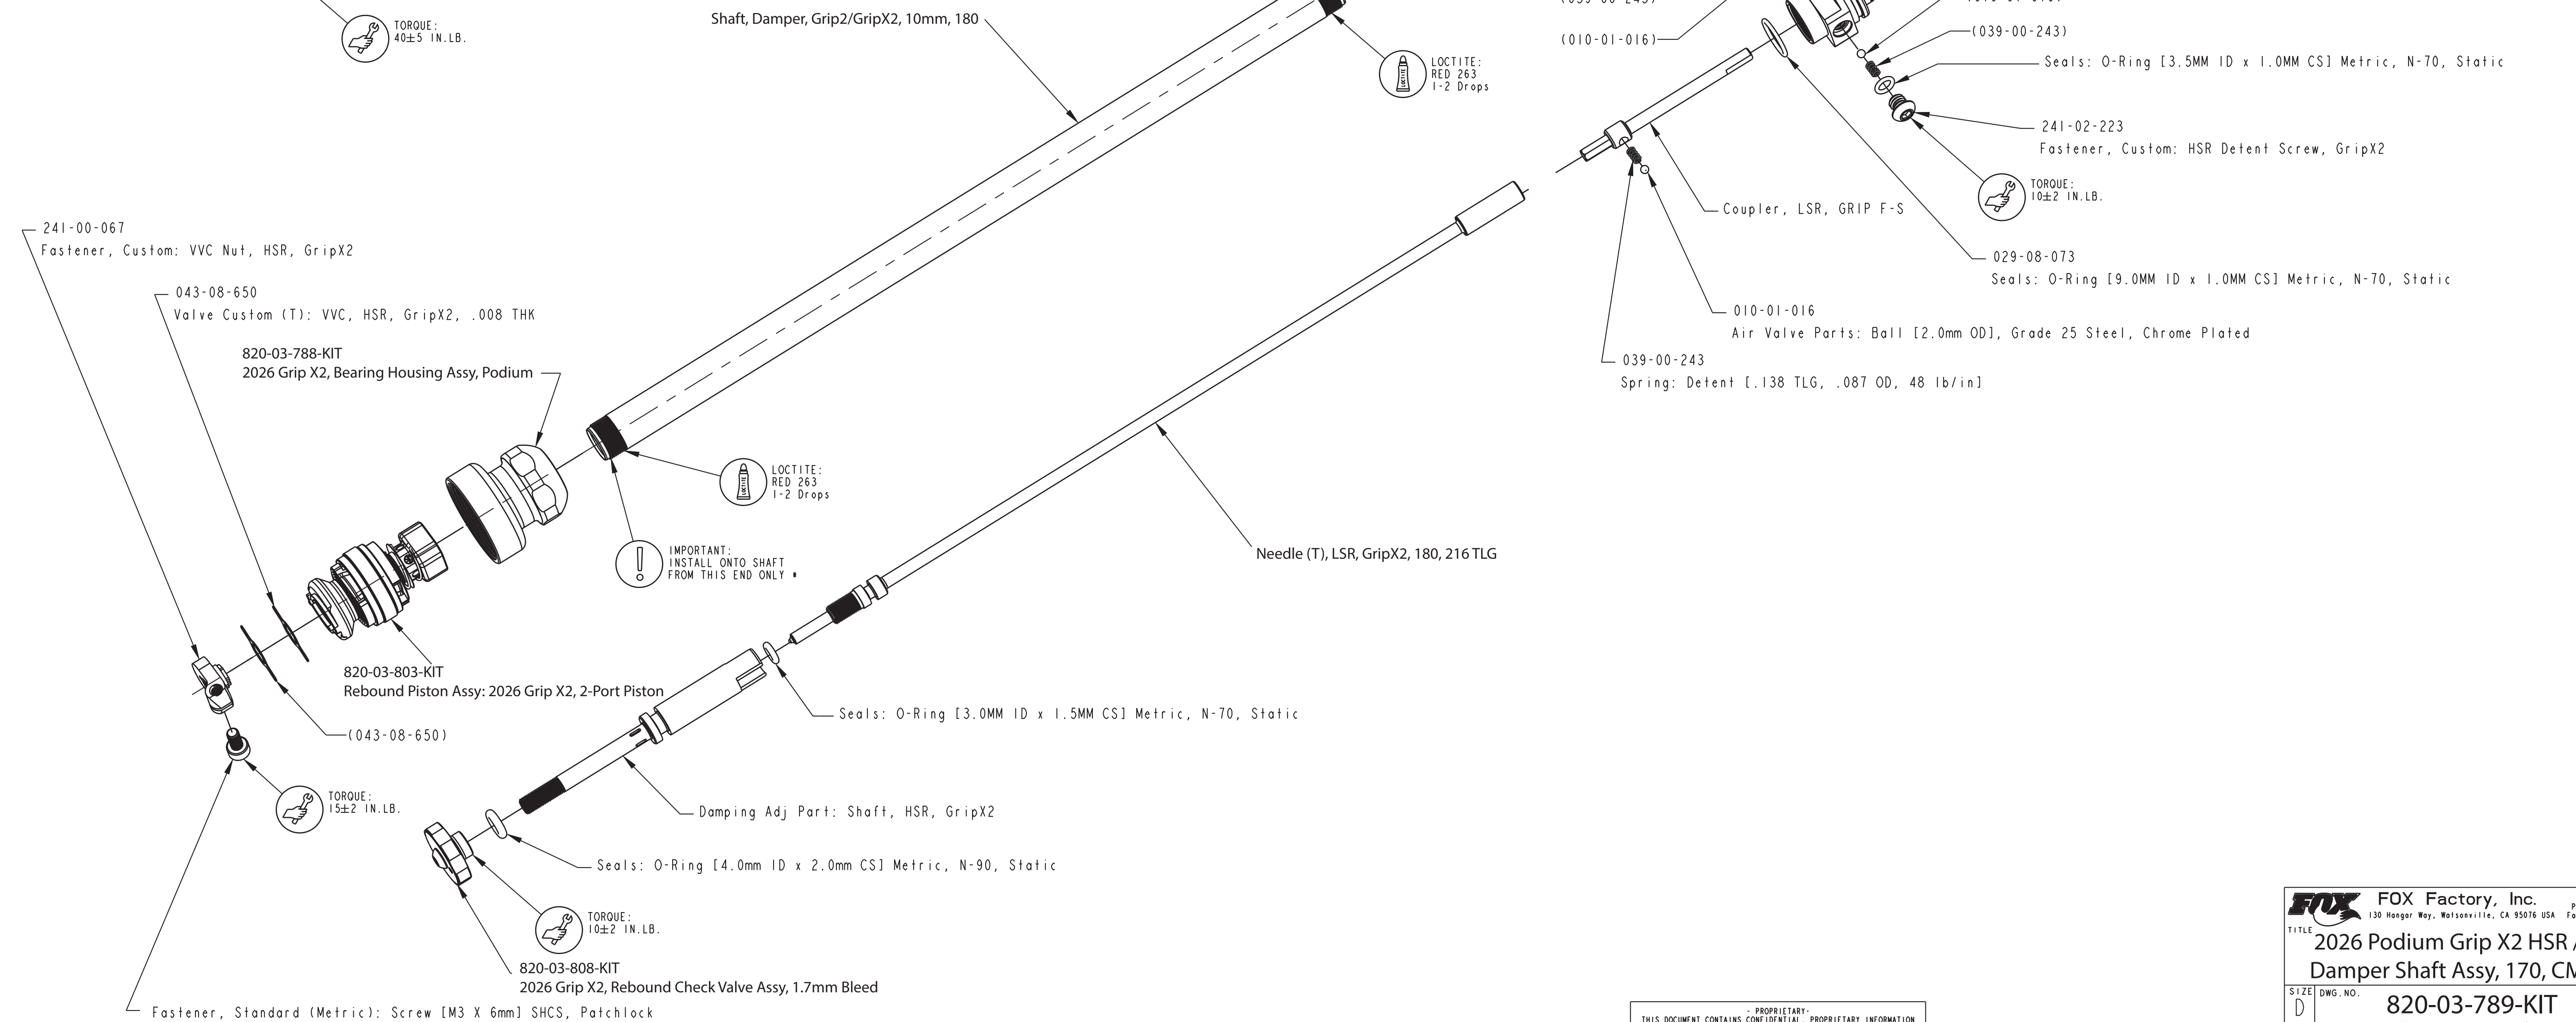 TORQUE:
40±5 IN.LB.
Shaft, Damper, Grip2/GripX2, 10mm, 180
LOCTITE:
RED 263
1-2 Drops
(010-01-016)
(039-00-243)
Seals: O-Ring [3.5MM ID x 1.0MM CS] Metric, N-70, Static
241-02-223
Fastener, Custom: HSR Detent Screw, GripX2
TORQUE:
10±2 IN.LB.
Coupler, LSR, GRIP F-S
029-08-073
Seals: O-Ring [9.0MM ID x 1.0MM CS] Metric, N-70, Static
010-01-016
Air Valve Parts: Ball [2.0mm OD], Grade 25 Steel, Chrome Plated
039-00-243
Spring: Detent [.138 TLG, .087 OD, 48 lb/in]
241-00-067
Fastener, Custom: VVC Nut, HSR, GripX2
043-08-650
Valve Custom (T): VVC, HSR, GripX2, .008 THK
820-03-788-KIT
2026 Grip X2, Bearing Housing Assy, Podium
LOCTITE:
RED 263
1-2 Drops
IMPORTANT:
INSTALL ONTO SHAFT
FROM THIS END ONLY
Needle (T), LSR, GripX2, 180, 216 TLG
820-03-803-KIT
Rebound Piston Assy: 2026 Grip X2, 2-Port Piston
(043-08-650)
Seals: O-Ring [3.0MM ID x 1.5MM CS] Metric, N-70, Static
TORQUE:
15±2 IN.LB.
Damping Adj Part: Shaft, HSR, GripX2
Seals: O-Ring [4.0mm ID x 2.0mm CS] Metric, N-90, Static
TORQUE:
10±2 IN.LB.
820-03-808-KIT
2026 Grip X2, Rebound Check Valve Assy, 1.7mm Bleed
Fastener, Standard (Metric): Screw [M3 X 6mm] SHCS, Patchlock
- PROPRIETARY-
THIS DOCUMENT CONTAINS CONFIDENTIAL, PROPRIETARY INFORMATION
FOX
FOX Factory, Inc.
130 Hangar Way, Watsonville, CA 95076 USA
TITLE
2026 Podium Grip X2 HSR /
Damper Shaft Assy, 170, CM
SIZE
D
DWG. NO.
820-03-789-KIT